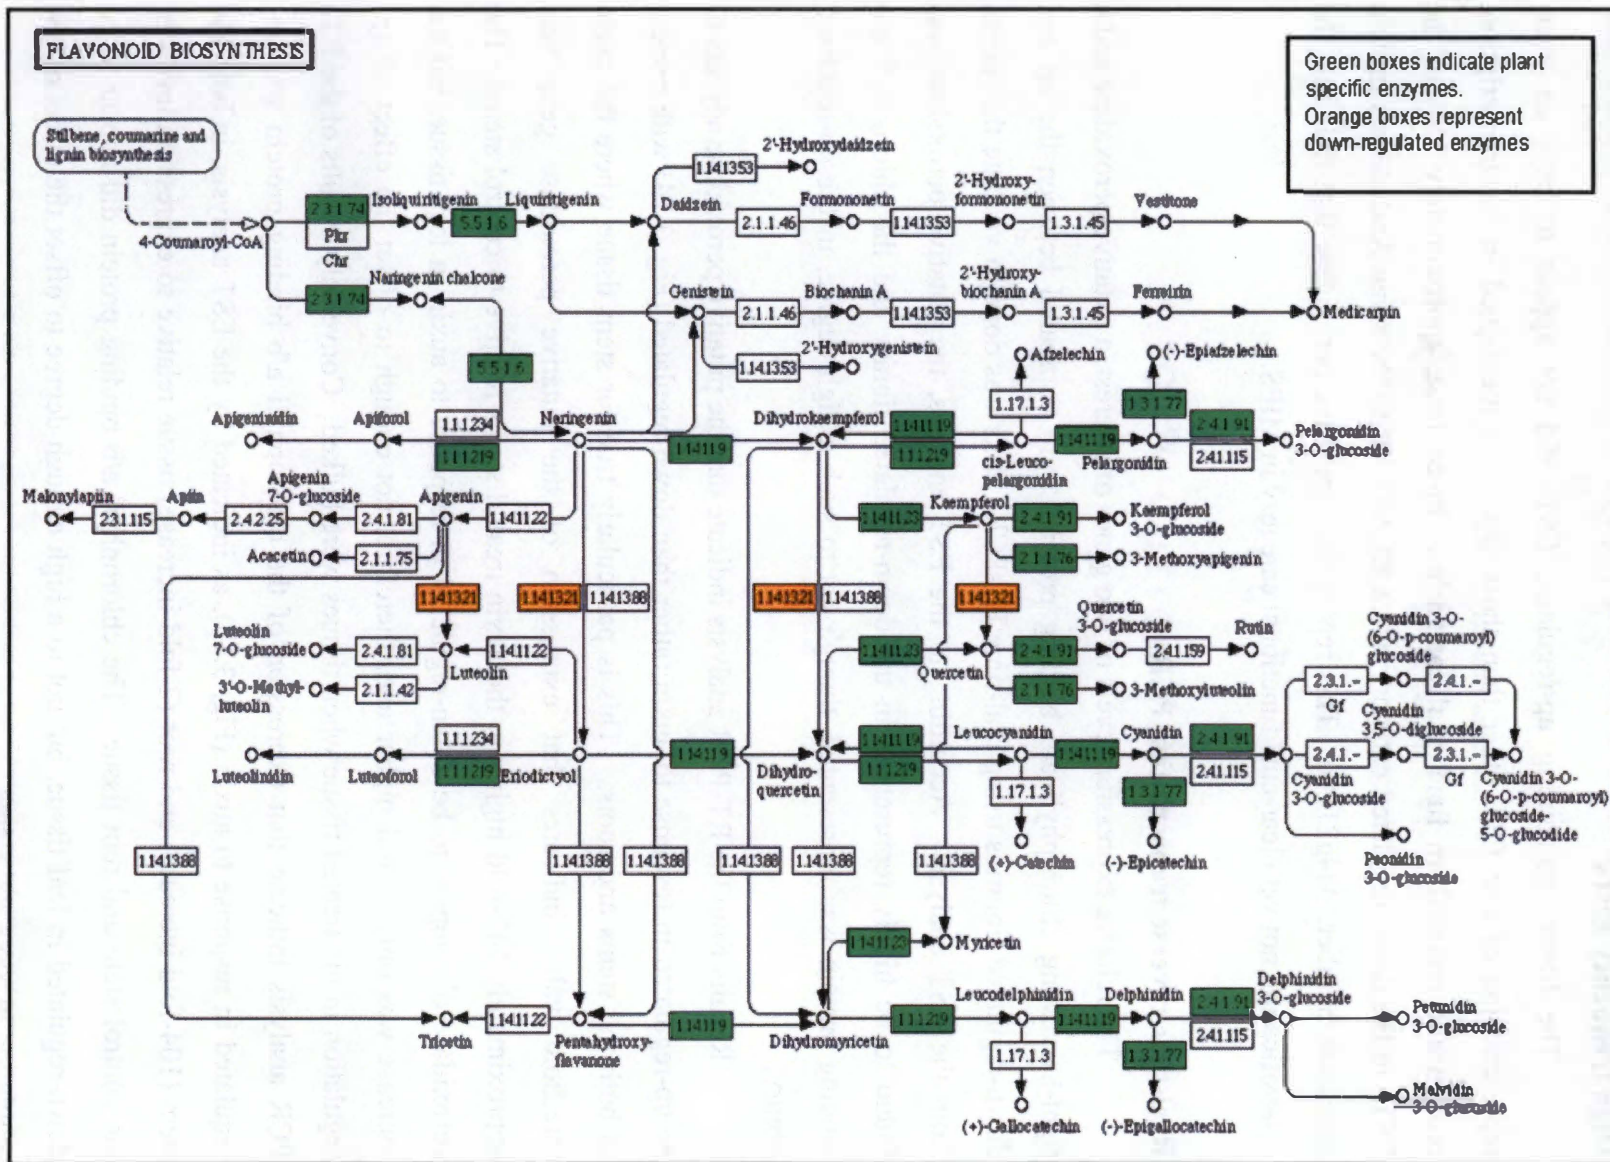 FLAVONOID BIOSYNTHESIS
Green boxes indicate plant
specific enzymes.
Orange boxes represent
down-regulated enzymes
Stilbene, coumarine and
lignin biosynthesis
4-Coumaroyl-CoA
2.3.1.74
Pkr
Chr
Isoliquiritigenin
5.5.1.6
Liquiritigenin
Daidzein
1.14.13.53
2'-Hydroxydaidzein
2.1.1.46
Formononetin
1.14.13.53
2'-Hydroxy-
formononetin
1.3.1.45
Vestitone
2.3.1.74
Naringenin chalcone
Genistein
2.1.1.46
Biochanin A
1.14.13.53
2'-Hydroxy-
biochanin A
1.3.1.45
Ferreirin
Medicarpin
1.14.13.53
2'-Hydroxygenistein
5.5.1.6
Afzelechin
(-)-Epiafzelechin
1.17.1.3
1.3.1.77
Apigeninidin
Apiforol
1.1.1.234
1.1.1.219
Naringenin
1.14.11.9
Dihydrokaempferol
1.14.11.19
1.1.1.219
cis-Leuco-
pelargonidin
1.14.11.19
Pelargonidin
2.4.1.91
2.4.1.115
Pelargonidin
3-O-glucoside
Malonylapiin
2.3.1.115
Apiin
2.4.2.25
Apigenin
7-O-glucoside
2.4.1.81
Apigenin
1.14.11.22
1.14.11.23
Kaempferol
2.4.1.91
Kaempferol
3-O-glucoside
Acacetin
2.1.1.75
2.1.1.76
3-Methoxyapigenin
1.14.13.21
1.14.13.21
1.14.13.88
1.14.13.21
1.14.13.88
1.14.13.21
Luteolin
7-O-glucoside
2.4.1.81
Luteolin
1.14.11.22
1.14.11.23
Quercetin
2.4.1.91
Quercetin
3-O-glucoside
2.4.1.159
Rutin
3'-O-Methyl-
luteolin
2.1.1.42
2.1.1.76
3-Methoxyluteolin
Cyanidin 3-O-
(6-O-p-coumaroyl)
glucoside
2.3.1.-
Gf
2.4.1.-
Luteolinidin
Luteoforol
1.1.1.234
1.1.1.219
Eriodictyol
1.14.11.9
Dihydro-
quercetin
1.14.11.19
1.1.1.219
Leucocyanidin
1.14.11.19
Cyanidin
2.4.1.91
2.4.1.115
Cyanidin
3-O-glucoside
2.4.1.-
Cyanidin
3,5-O-diglucoside
2.3.1.-
Gf
Cyanidin 3-O-
(6-O-p-coumaroyl)
glucoside-
5-O-glucodide
1.17.1.3
1.3.1.77
(+)-Catechin
(-)-Epicatechin
Peonidin
3-O-glucoside
1.14.13.88
1.14.13.88
1.14.13.88
1.14.13.88
1.14.13.88
1.14.11.23
Myricetin
Tricetin
1.14.11.22
Pentahydroxy-
flavanone
1.14.11.9
Dihydromyricetin
1.1.1.219
Leucodelphinidin
1.14.11.19
Delphinidin
2.4.1.91
2.4.1.115
Delphinidin
3-O-glucoside
Petunidin
3-O-glucoside
1.17.1.3
1.3.1.77
(+)-Gallocatechin
(-)-Epigallocatechin
Malvidin
3-O-glucoside